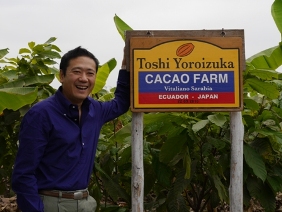 Toshi Yoroizuka
CACAO FARM
Vitaliano Sarabia
ECUADOR - JAPAN